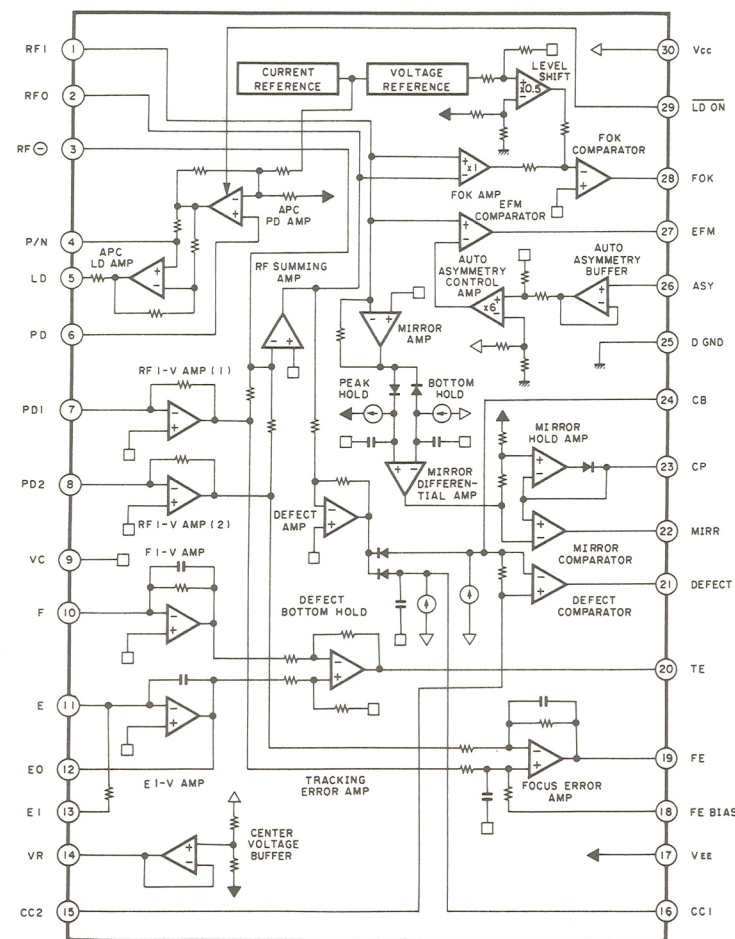 RFI 1
RFO 2
RF⊖ 3
P/N 4
LD 5
PD 6
PD1 7
PD2 8
VC 9
F 10
E 11
EO 12
EI 13
VR 14
CC2 15
30 Vcc
29 LD ON
28 FOK
27 EFM
26 ASY
25 D GND
24 CB
23 CP
22 MIRR
21 DEFECT
20 TE
19 FE
18 FE BIAS
17 VEE
16 CC1
CURRENT
REFERENCE
VOLTAGE
REFERENCE
LEVEL
SHIFT
+
−
x0.5
FOK
COMPARATOR
+
−
+
−
x1
FOK AMP
−
+
APC
PD AMP
APC
LD AMP
+
−
EFM
COMPARATOR
+
−
AUTO
ASYMMETRY
CONTROL
AMP
+
−
x6
AUTO
ASYMMETRY
BUFFER
+
−
RF SUMMING
AMP
− +
− +
MIRROR
AMP
PEAK
HOLD
BOTTOM
HOLD
+ −
MIRROR
DIFFEREN-
TIAL AMP
MIRROR
HOLD AMP
+
−
−
+
MIRROR
COMPARATOR
RF I-V AMP (1)
−
+
−
+
RF I-V AMP (2)
DEFECT
AMP
−
+
−
+
DEFECT
COMPARATOR
F I-V AMP
−
+
DEFECT
BOTTOM HOLD
−
+
TRACKING
ERROR AMP
−
+
E I-V AMP
−
+
FOCUS ERROR
AMP
+
−
CENTER
VOLTAGE
BUFFER